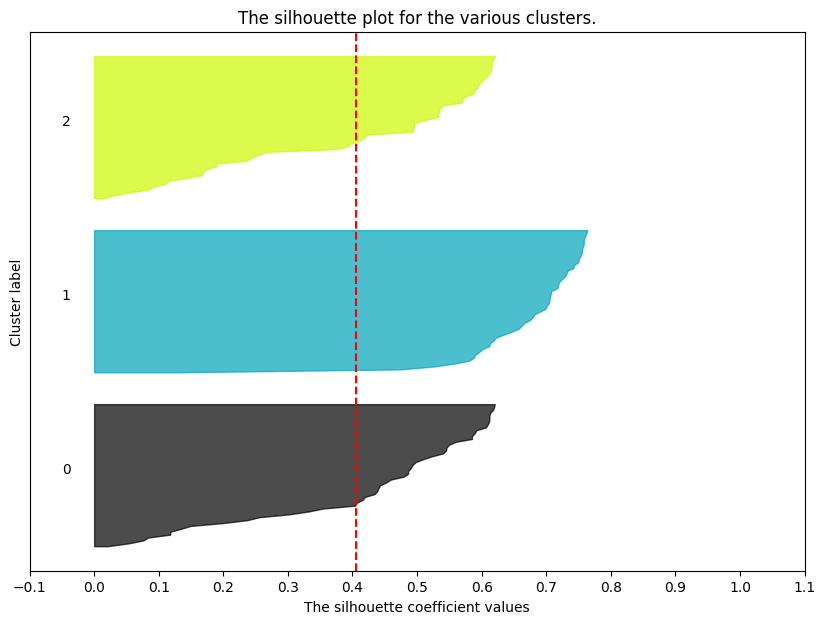 The silhouette plot for the various clusters.
2
1
0
Cluster label
−0.1 0.0 0.1 0.2 0.3 0.4 0.5 0.6 0.7 0.8 0.9 1.0 1.1
The silhouette coefficient values